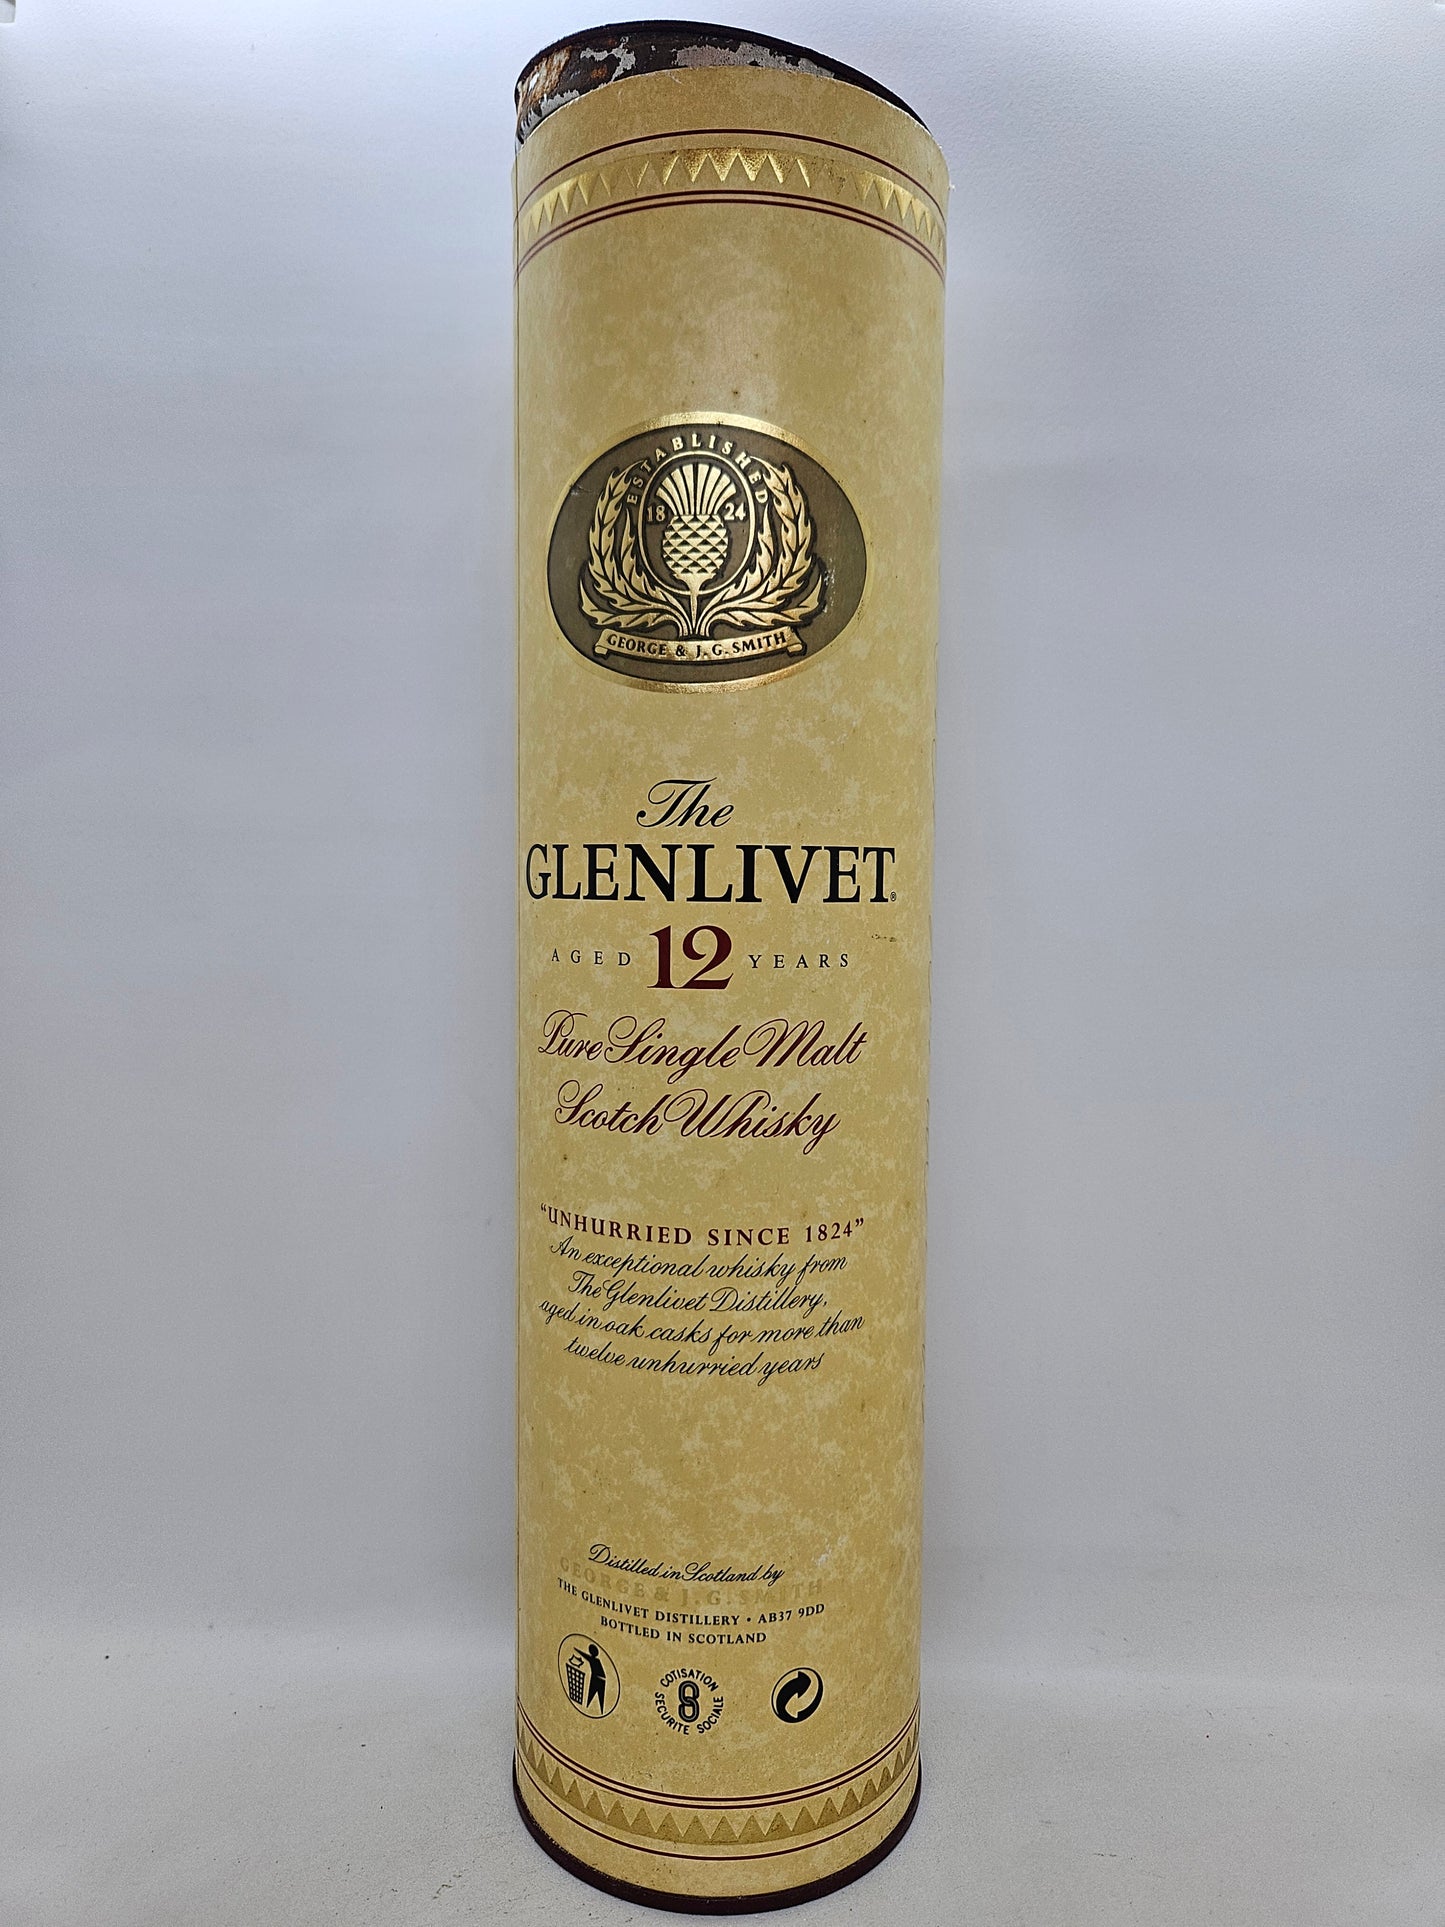 ESTABLISHED
18 24
GEORGE & J. G. SMITH
The
GLENLIVET®
AGED 12 YEARS
Pure Single Malt
Scotch Whisky
“UNHURRIED SINCE 1824”
An exceptional whisky from
The Glenlivet Distillery,
aged in oak casks for more than
twelve unhurried years
Distilled in Scotland by
GEORGE & J. G. SMITH
THE GLENLIVET DISTILLERY • AB37 9DD
BOTTLED IN SCOTLAND
COTISATION
SECURITE SOCIALE